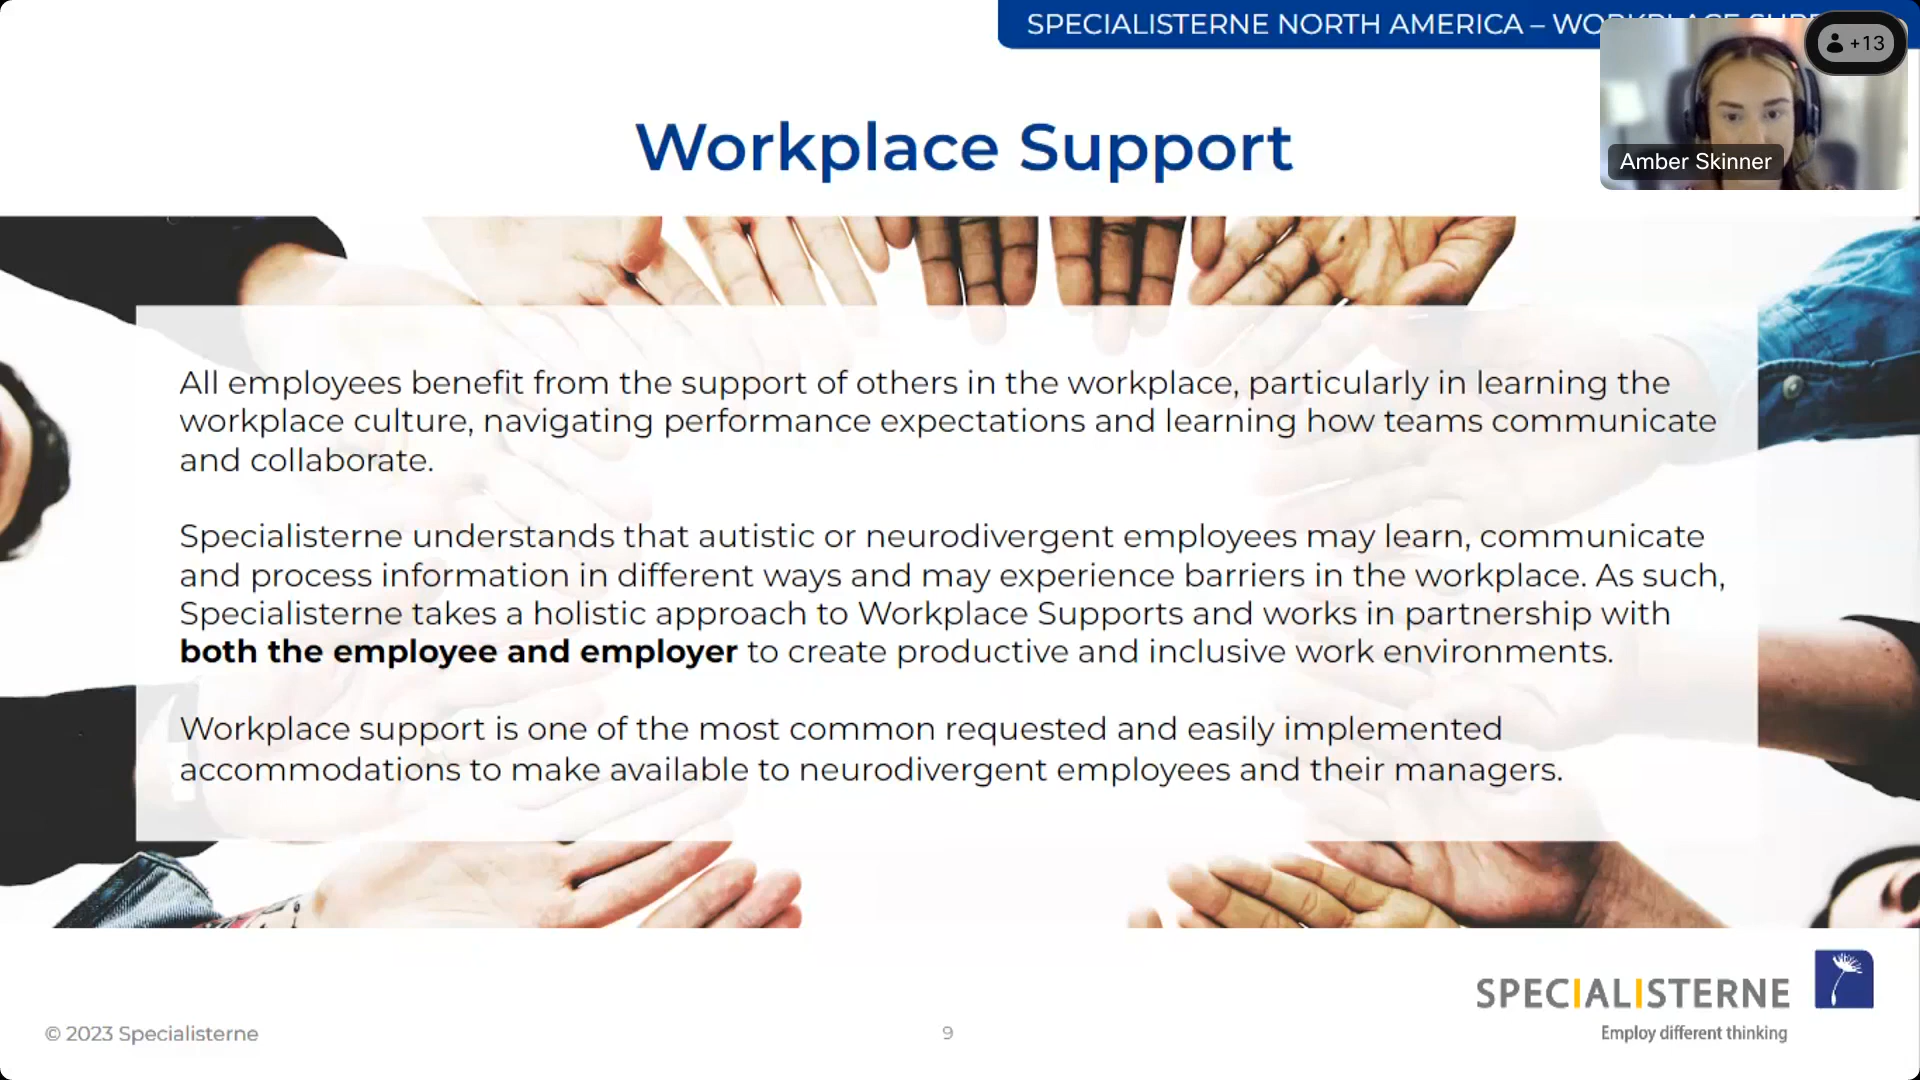 SPECIALISTERNE NORTH AMERICA – WORKPLACE
+13
Amber Skinner
Workplace Support
All employees benefit from the support of others in the workplace, particularly in learning the
workplace culture, navigating performance expectations and learning how teams communicate
and collaborate.
Specialisterne understands that autistic or neurodivergent employees may learn, communicate
and process information in different ways and may experience barriers in the workplace. As such,
Specialisterne takes a holistic approach to Workplace Supports and works in partnership with
both the employee and employer to create productive and inclusive work environments.
Workplace support is one of the most common requested and easily implemented
accommodations to make available to neurodivergent employees and their managers.
SPECIALISTERNE
Employ different thinking
© 2023 Specialisterne
9